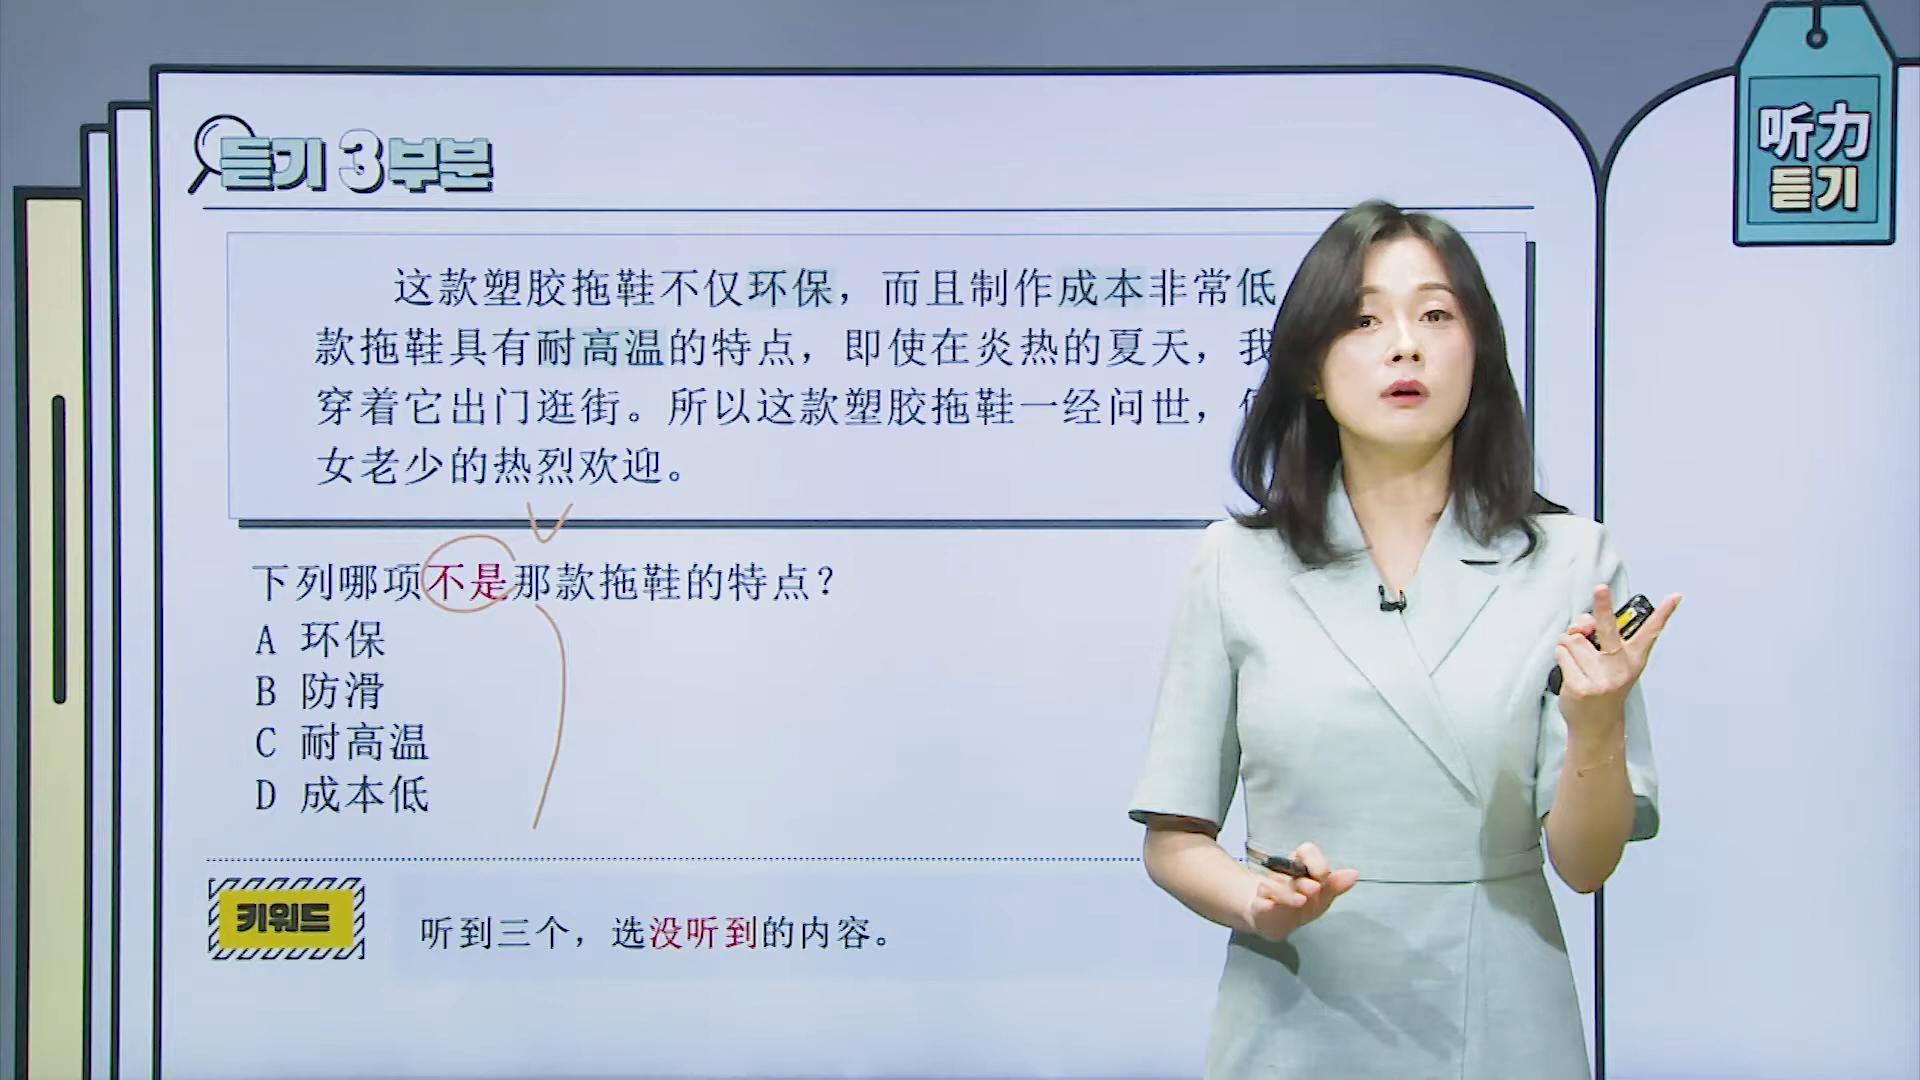 듣기 3부분
听力
듣기
这款塑胶拖鞋不仅环保，而且制作成本非常低
款拖鞋具有耐高温的特点，即使在炎热的夏天，我
穿着它出门逛街。所以这款塑胶拖鞋一经问世，
女老少的热烈欢迎。
下列哪项不是那款拖鞋的特点？
A 环保
B 防滑
C 耐高温
D 成本低
키워드
听到三个，选没听到的内容。